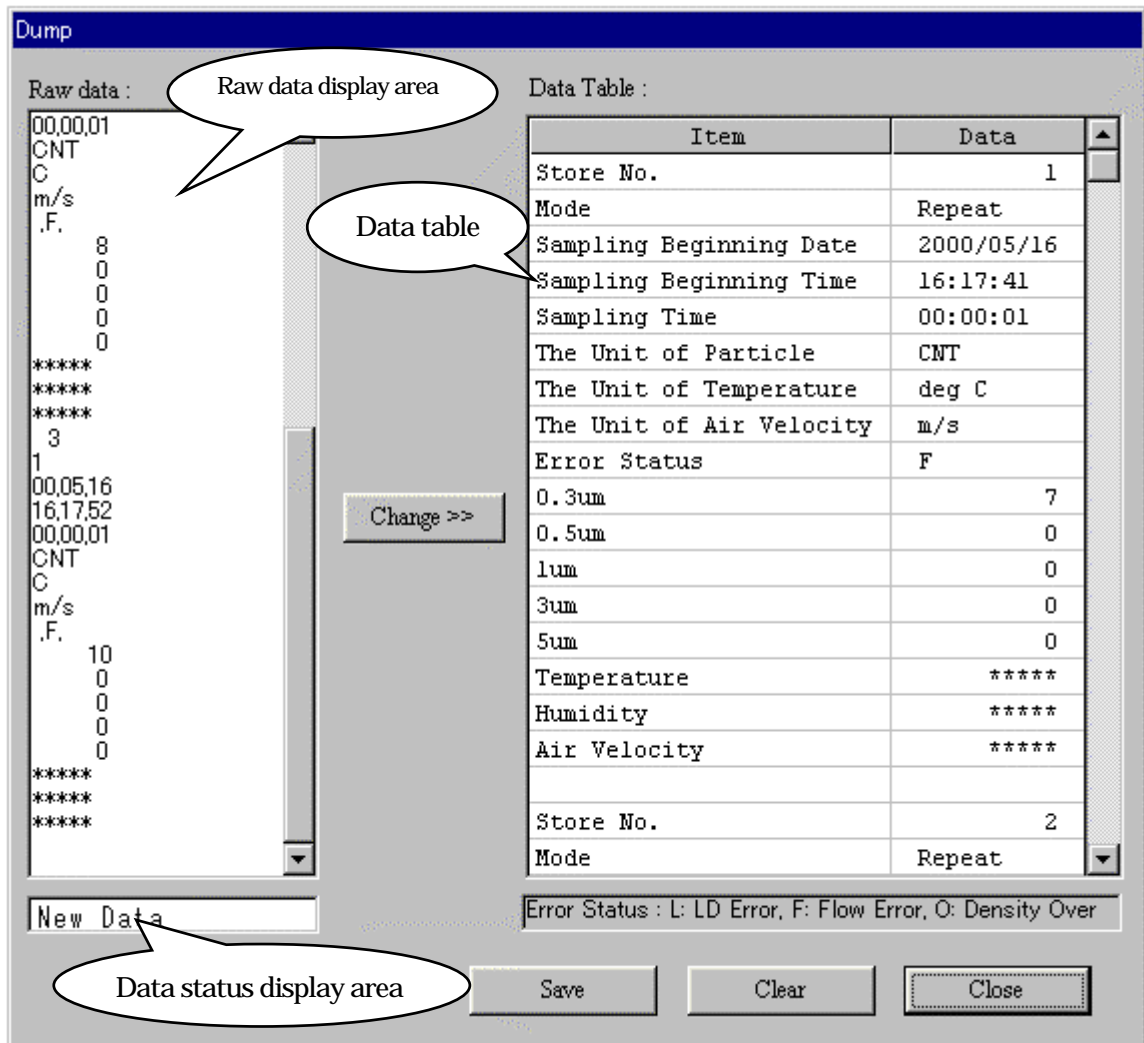 Dump
Raw data :
Raw data display area
00,00,01
CNT
C
m/s
,F,
8
0
0
0
0
*****
*****
*****
3
1
00,05,16
16,17,52
00,00,01
CNT
C
m/s
,F,
10
0
0
0
0
*****
*****
*****
New Data
Data status display area
Change >>
Data Table :
Data table
Item Data
Store No. 1
Mode Repeat
Sampling Beginning Date 2000/05/16
Sampling Beginning Time 16:17:41
Sampling Time 00:00:01
The Unit of Particle CNT
The Unit of Temperature deg C
The Unit of Air Velocity m/s
Error Status F
0.3um 7
0.5um 0
1um 0
3um 0
5um 0
Temperature *****
Humidity *****
Air Velocity *****
Store No. 2
Mode Repeat
Error Status : L: LD Error, F: Flow Error, O: Density Over
Save Clear Close